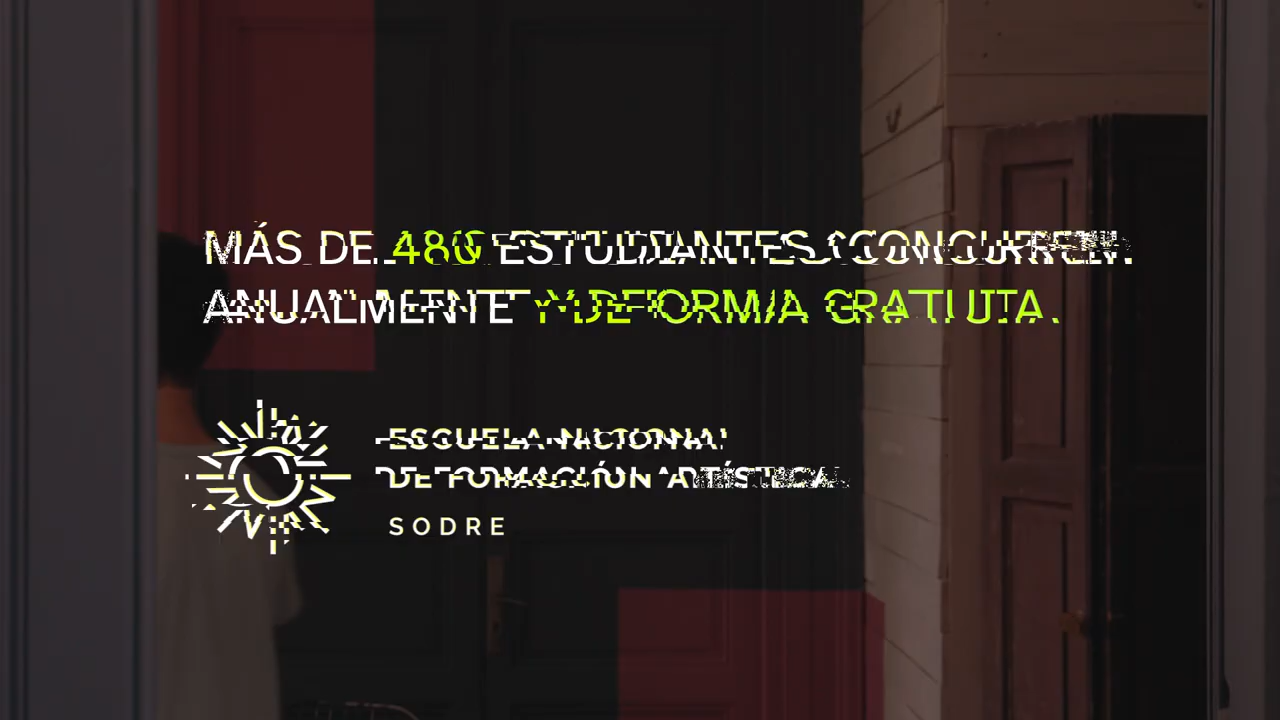 MÁS DE 480 ESTUDIANTES CONCURREN
ANUALMENTE Y DE FORMA GRATUITA.
ESCUELA NACIONAL
DE FORMACIÓN ARTÍSTICA
SODRE